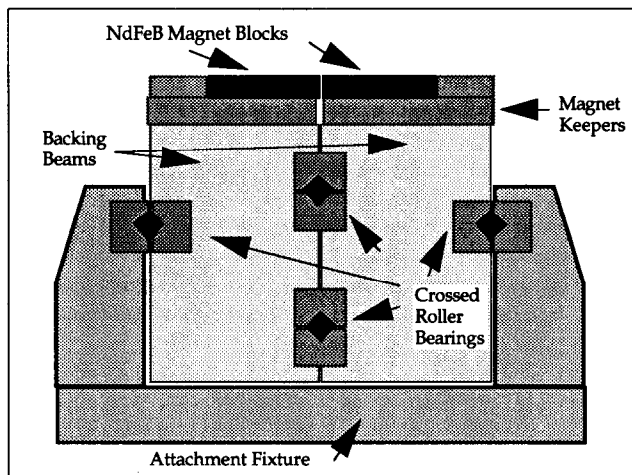 NdFeB Magnet Blocks
Magnet
Keepers
Backing
Beams
Crossed
Roller
Bearings
Attachment Fixture